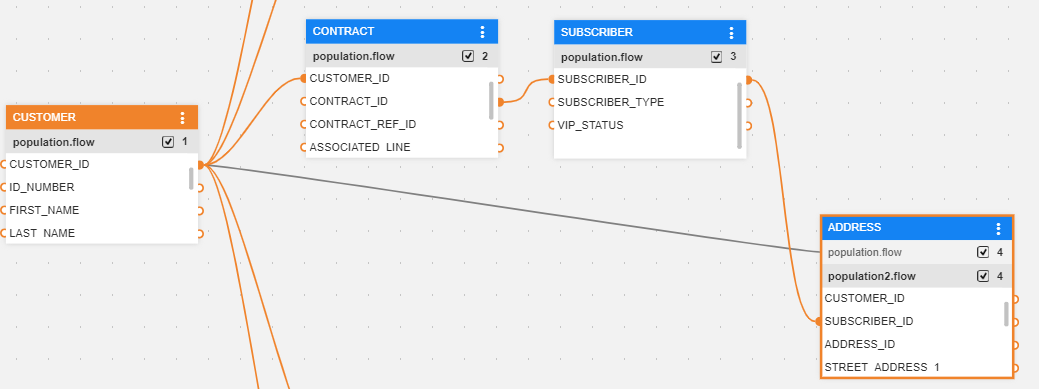 CONTRACT
population.flow 2
CUSTOMER_ID
CONTRACT_ID
CONTRACT_REF_ID
ASSOCIATED_LINE
SUBSCRIBER
population.flow 3
SUBSCRIBER_ID
SUBSCRIBER_TYPE
VIP_STATUS
CUSTOMER
population.flow 1
CUSTOMER_ID
ID_NUMBER
FIRST_NAME
LAST_NAME
ADDRESS
population.flow 4
population2.flow 4
CUSTOMER_ID
SUBSCRIBER_ID
ADDRESS_ID
STREET_ADDRESS_1